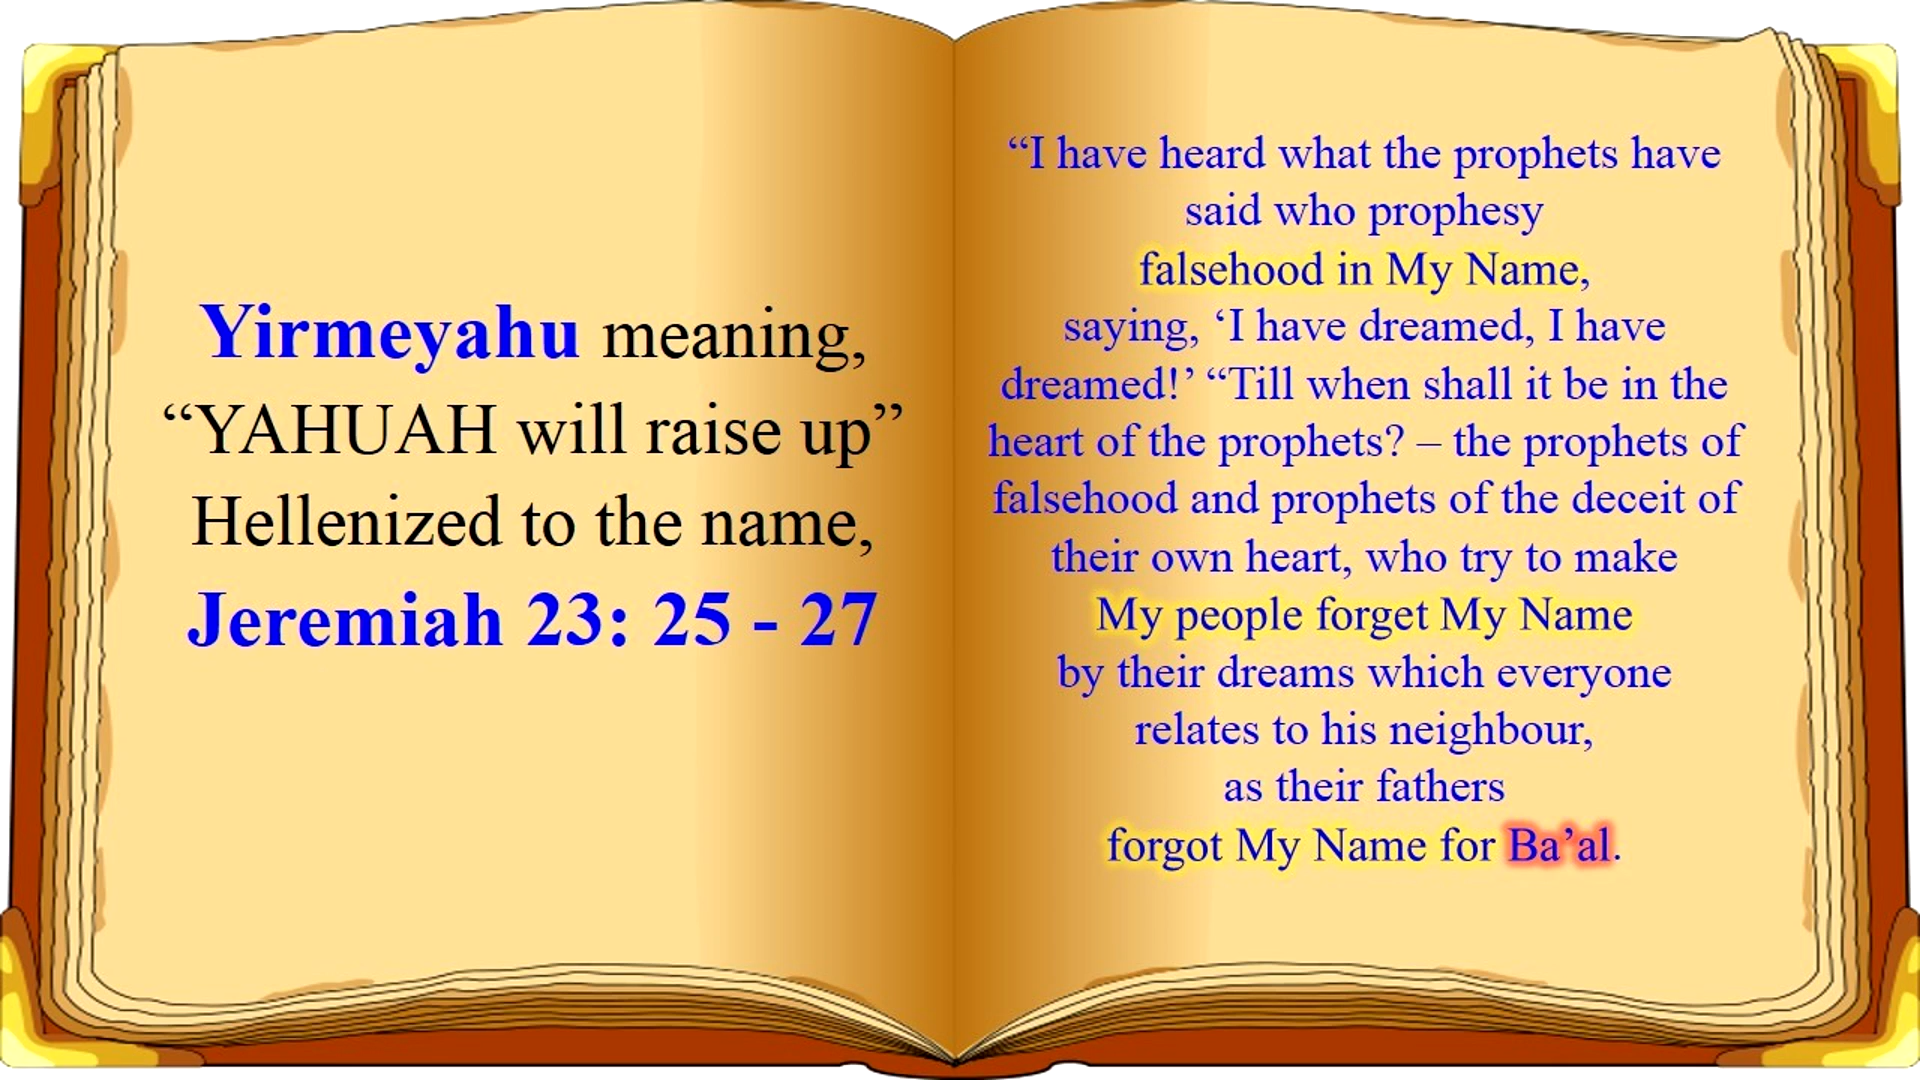 Yirmeyahu meaning,
“YAHUAH will raise up”
Hellenized to the name,
Jeremiah 23: 25 - 27
“I have heard what the prophets have
said who prophesy
falsehood in My Name,
saying, ‘I have dreamed, I have
dreamed!’ “Till when shall it be in the
heart of the prophets? – the prophets of
falsehood and prophets of the deceit of
their own heart, who try to make
My people forget My Name
by their dreams which everyone
relates to his neighbour,
as their fathers
forgot My Name for Ba’al.